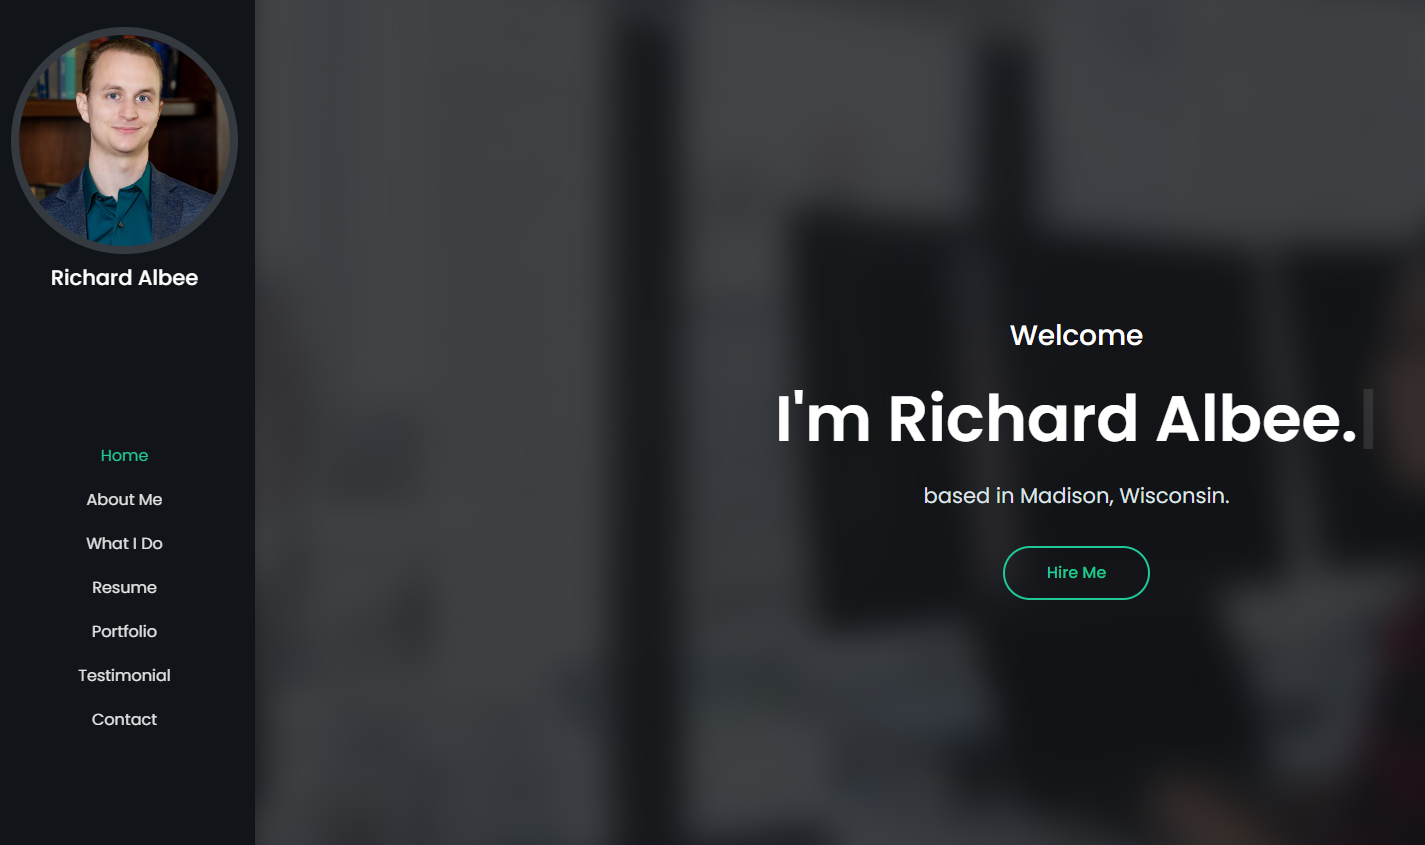 Richard Albee
Home
About Me
What I Do
Resume
Portfolio
Testimonial
Contact
Welcome
I'm Richard Albee.
based in Madison, Wisconsin.
Hire Me